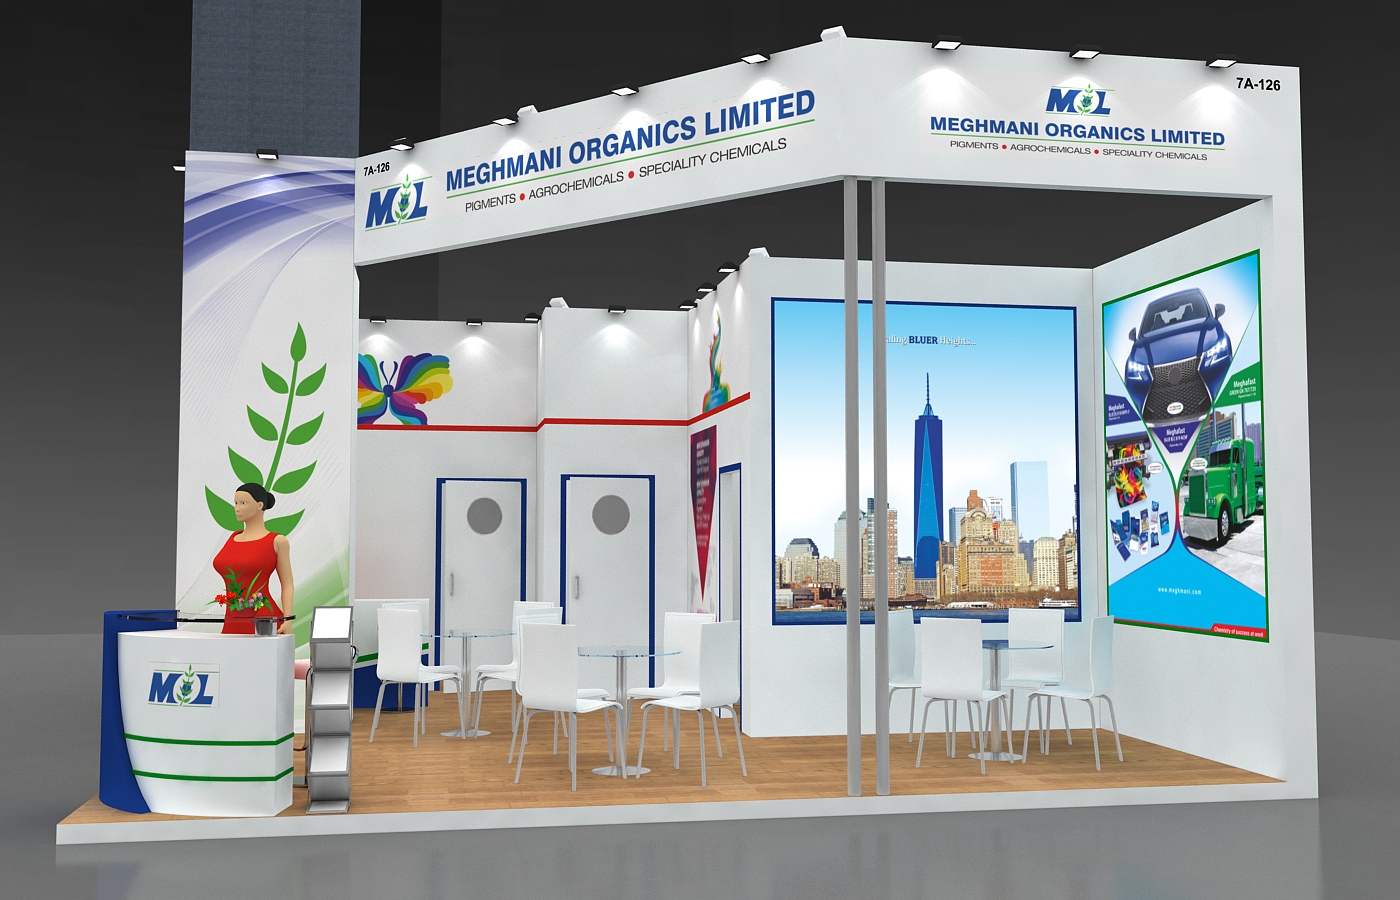 7A-126
MOL
MEGHMANI ORGANICS LIMITED
PIGMENTS • AGROCHEMICALS • SPECIALITY CHEMICALS
7A-126
MOL
MEGHMANI ORGANICS LIMITED
PIGMENTS • AGROCHEMICALS • SPECIALITY CHEMICALS
BLUER Heights...
Meghafast
Meghafast
www.meghmani.com
Chemistry of success at work
MOL